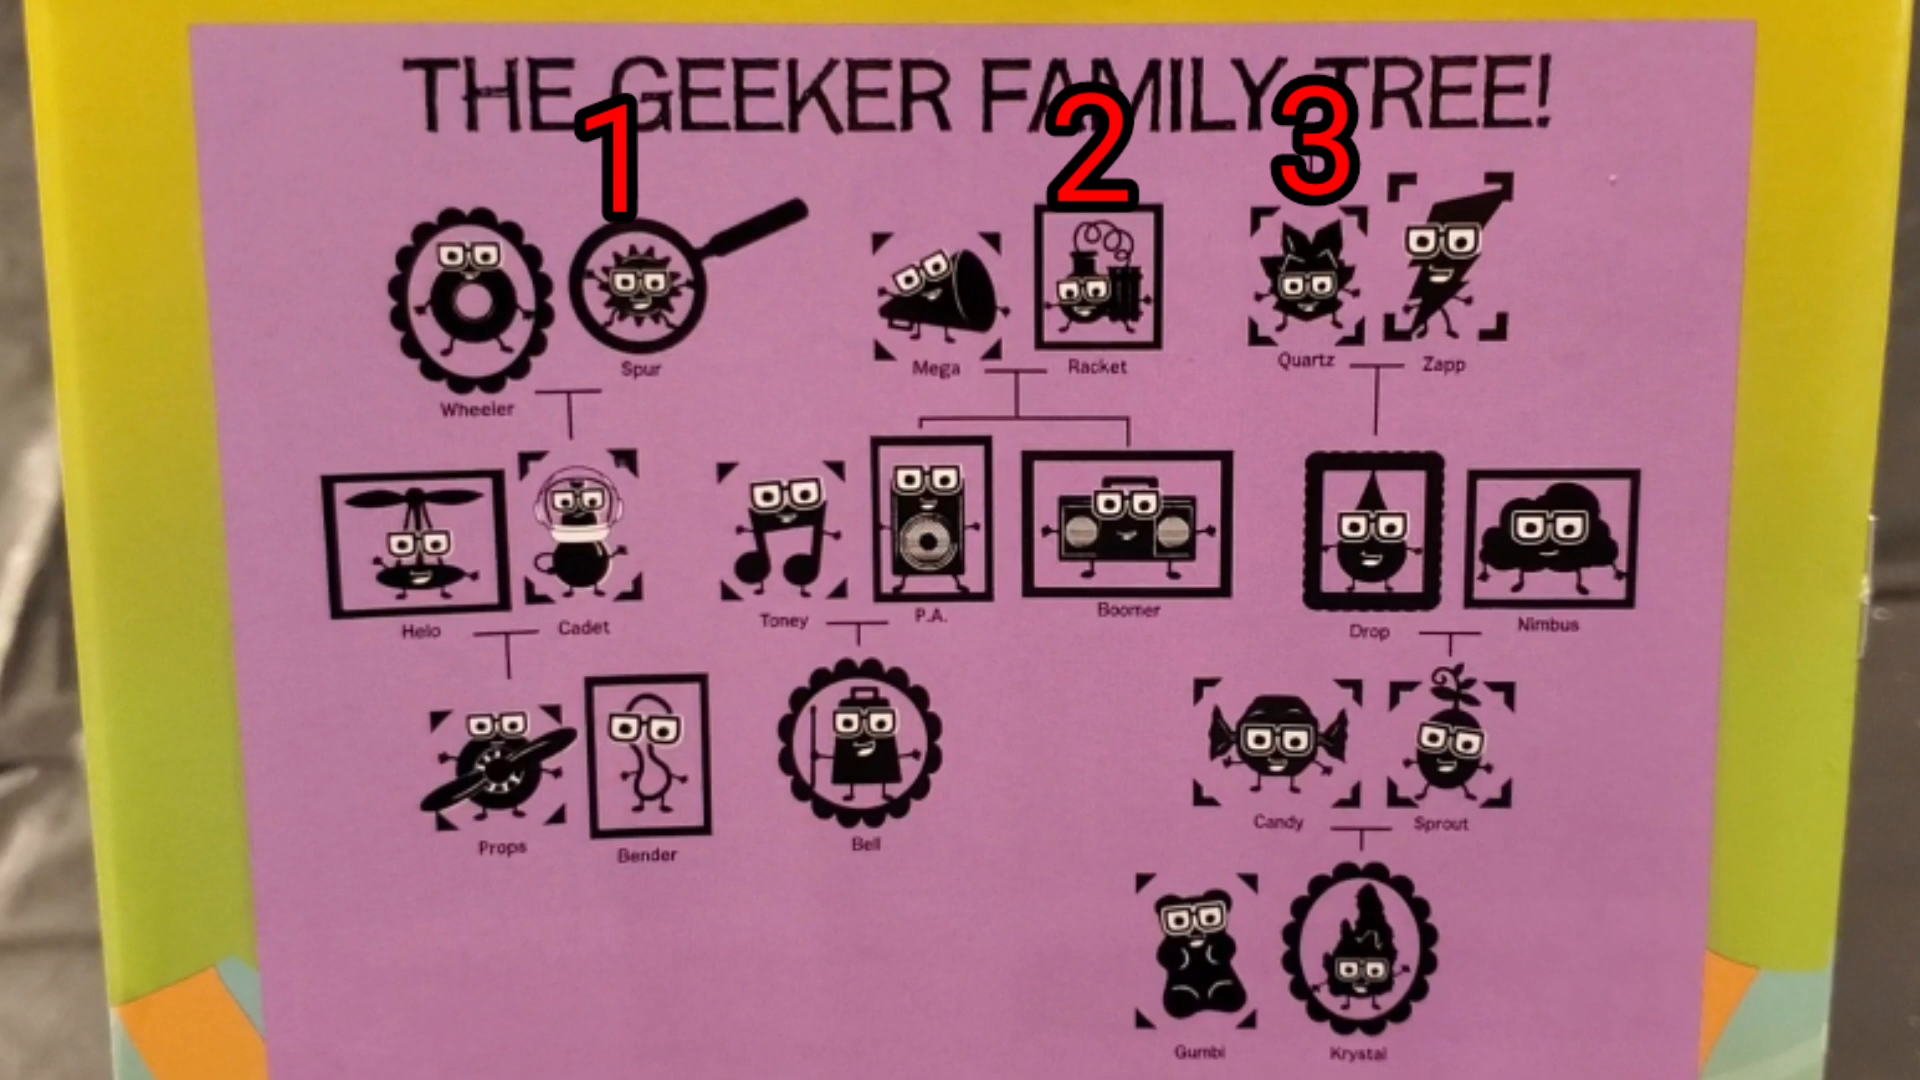 THE GEEKER FAMILY TREE!
1 2 3
Wheeler Spur Mega Racket Quartz Zapp
Helo Cadet Toney P.A. Boomer Drop Nimbus
Props Bender Bell Candy Sprout
Gumbi Krystal